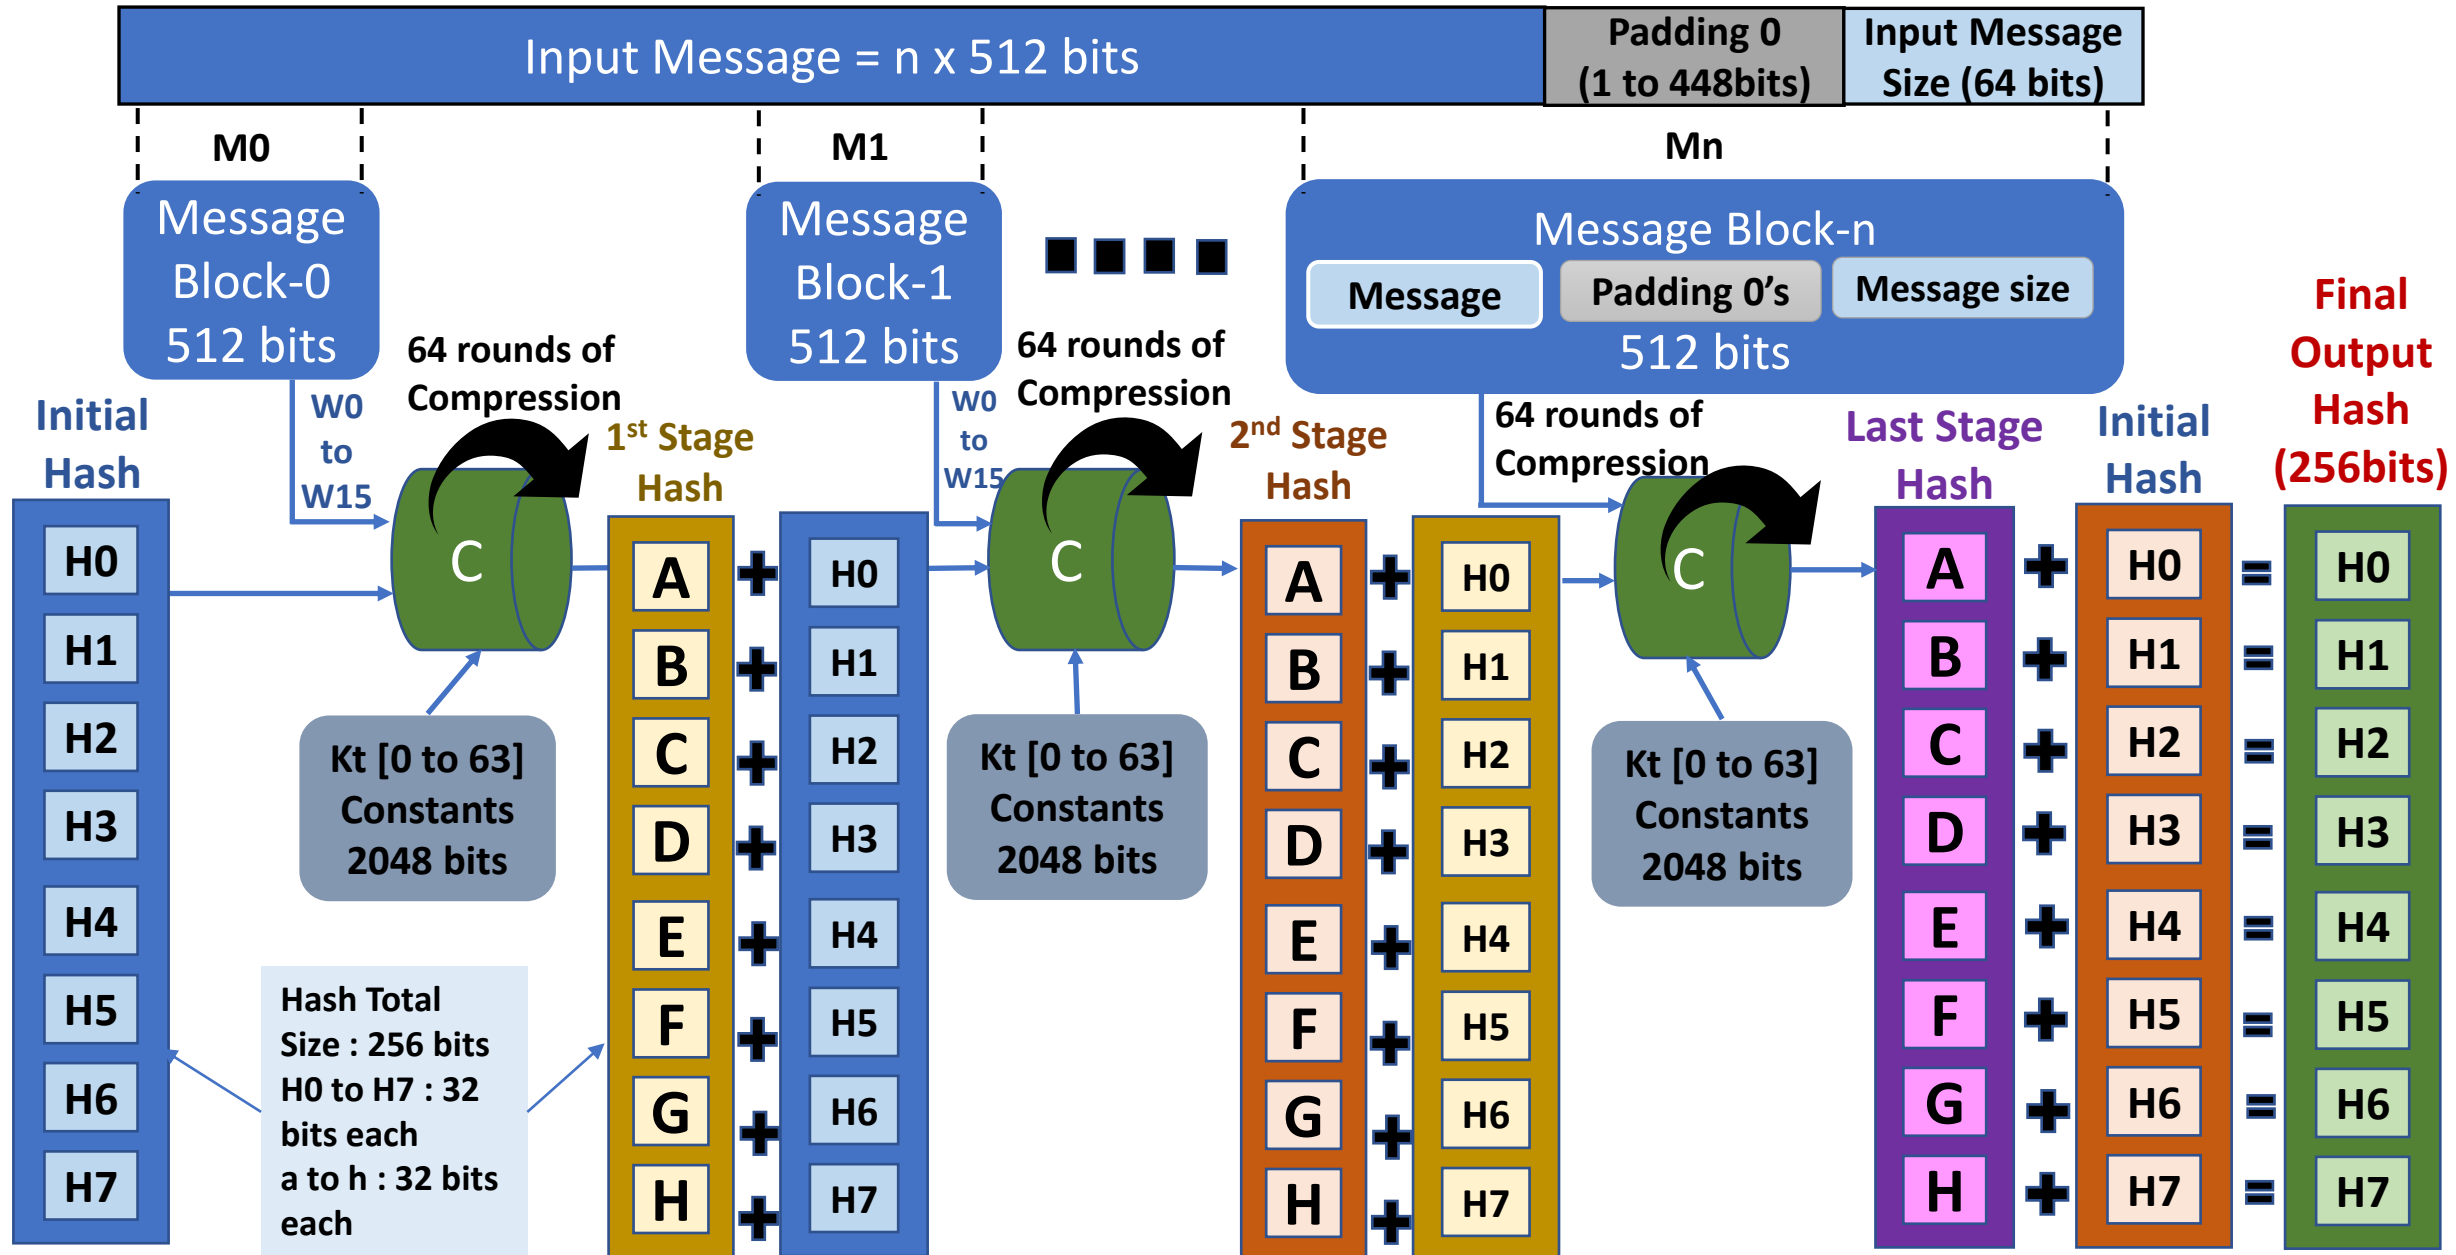 Input Message = n x 512 bits
Padding 0
(1 to 448bits)
Input Message
Size (64 bits)
M0
M1
Mn
Message
Block-0
512 bits
Message
Block-1
512 bits
Message Block-n
Message
Padding 0's
Message size
512 bits
Initial
Hash
W0
to
W15
64 rounds of
Compression
1st Stage
Hash
W0
to
W15
64 rounds of
Compression
2nd Stage
Hash
64 rounds of
Compression
Last Stage
Hash
Initial
Hash
Final
Output
Hash
(256bits)
H0
H1
H2
H3
H4
H5
H6
H7
C
Kt [0 to 63]
Constants
2048 bits
Hash Total
Size : 256 bits
H0 to H7 : 32
bits each
a to h : 32 bits
each
A
B
C
D
E
F
G
H
+
+
+
+
+
+
+
+
H0
H1
H2
H3
H4
H5
H6
H7
C
Kt [0 to 63]
Constants
2048 bits
A
B
C
D
E
F
G
H
+
+
+
+
+
+
+
+
H0
H1
H2
H3
H4
H5
H6
H7
C
Kt [0 to 63]
Constants
2048 bits
A
B
C
D
E
F
G
H
+
+
+
+
+
+
+
+
H0
H1
H2
H3
H4
H5
H6
H7
=
=
=
=
=
=
=
=
H0
H1
H2
H3
H4
H5
H6
H7